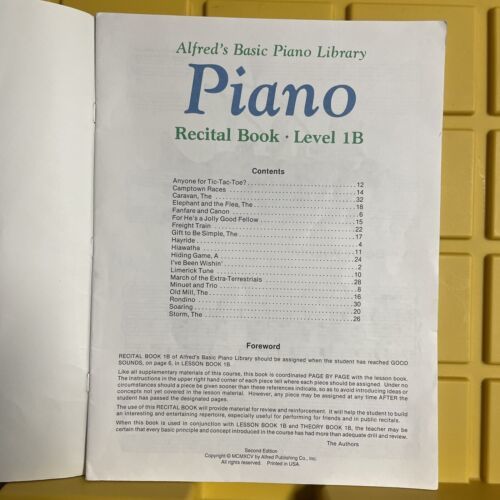 Alfred's Basic Piano Library
Piano
Recital Book · Level 1B
Contents
Anyone for Tic-Tac-Toe? 12
Camptown Races 14
Caravan, The 32
Elephant and the Flea, The 18
Fanfare and Canon 6
For He's a Jolly Good Fellow 15
Freight Train 22
Gift to Be Simple, The 17
Hayride 4
Hiawatha 11
Hiding Game, A 24
I've Been Wishin' 2
Limerick Tune 10
March of the Extra-Terrestrials 28
Minuet and Trio 8
Old Mill, The 16
Rondino 30
Soaring 20
Storm, The 26
Foreword
RECITAL BOOK 1B of Alfred's Basic Piano Library should be assigned when the student has reached GOOD
SOUNDS, on page 6, in LESSON BOOK 1B.
Like all supplementary materials of this course, this book is coordinated PAGE BY PAGE with the lesson book.
The instructions in the upper right hand corner of each piece tell where each piece should be assigned. Under no
circumstances should a piece be given sooner than these references indicate, so as to avoid introducing ideas or
concepts not yet covered in the lesson material. However, any piece may be assigned at any time AFTER the
student has passed the designated pages.
The use of this RECITAL BOOK will provide material for review and reinforcement. It will help the student to build
an interesting and entertaining repertoire, especially useful for performing for friends and in public recitals.
When this book is used in conjunction with LESSON BOOK 1B and THEORY BOOK 1B, the teacher may be
certain that every basic principle and concept introduced in the course has had more than adequate drill and review.
The Authors
Second Edition
Copyright © MCMXCV by Alfred Publishing Co., Inc.
All rights reserved. Printed in USA.